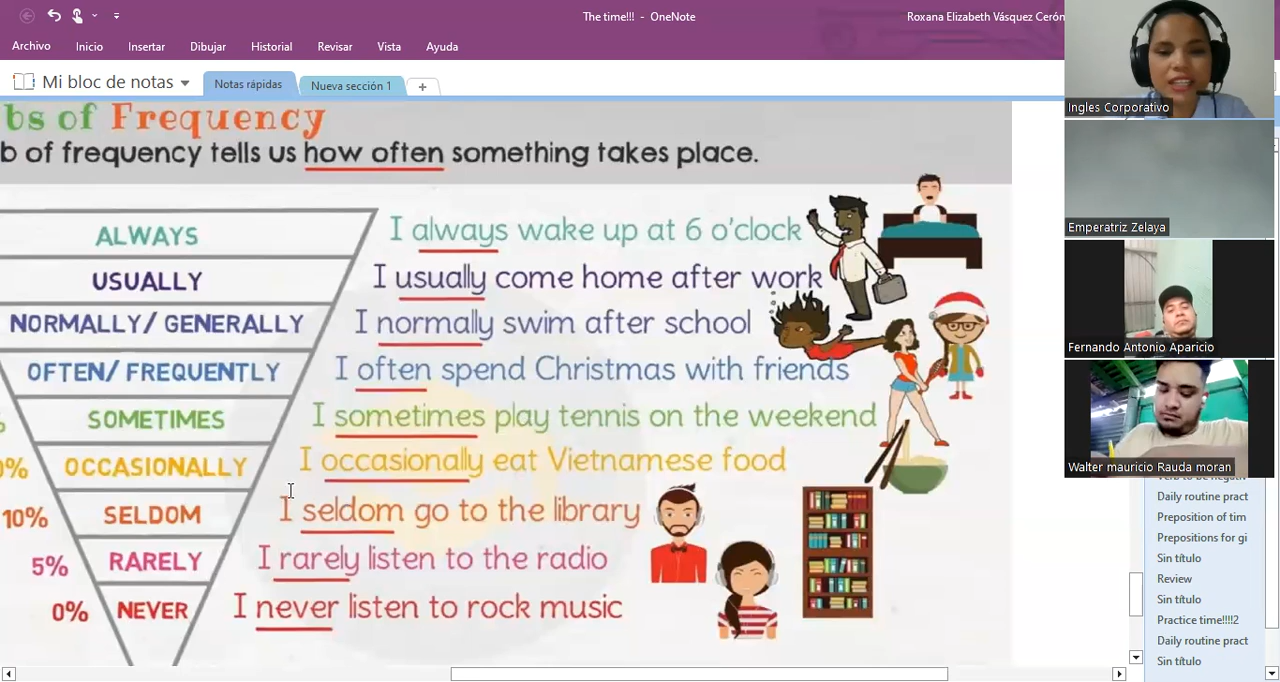 The time!!! - OneNote
Roxana Elizabeth Vásquez Cerón
Archivo Inicio Insertar Dibujar Historial Revisar Vista Ayuda
Mi bloc de notas
Notas rápidas
Nueva sección 1
+
bs of Frequency
b of frequency tells us how often something takes place.
ALWAYS
I always wake up at 6 o'clock
USUALLY
I usually come home after work
NORMALLY/ GENERALLY
I normally swim after school
OFTEN/ FREQUENTLY
I often spend Christmas with friends
SOMETIMES
I sometimes play tennis on the weekend
OCCASIONALLY
I occasionally eat Vietnamese food
10%
SELDOM
I seldom go to the library
5%
RARELY
I rarely listen to the radio
0%
NEVER
I never listen to rock music
Ingles Corporativo
Emperatriz Zelaya
Fernando Antonio Aparicio
Walter mauricio Rauda moran
Daily routine pract
Preposition of tim
Prepositions for gi
Sin título
Review
Sin título
Practice time!!!!2
Daily routine pract
Sin título